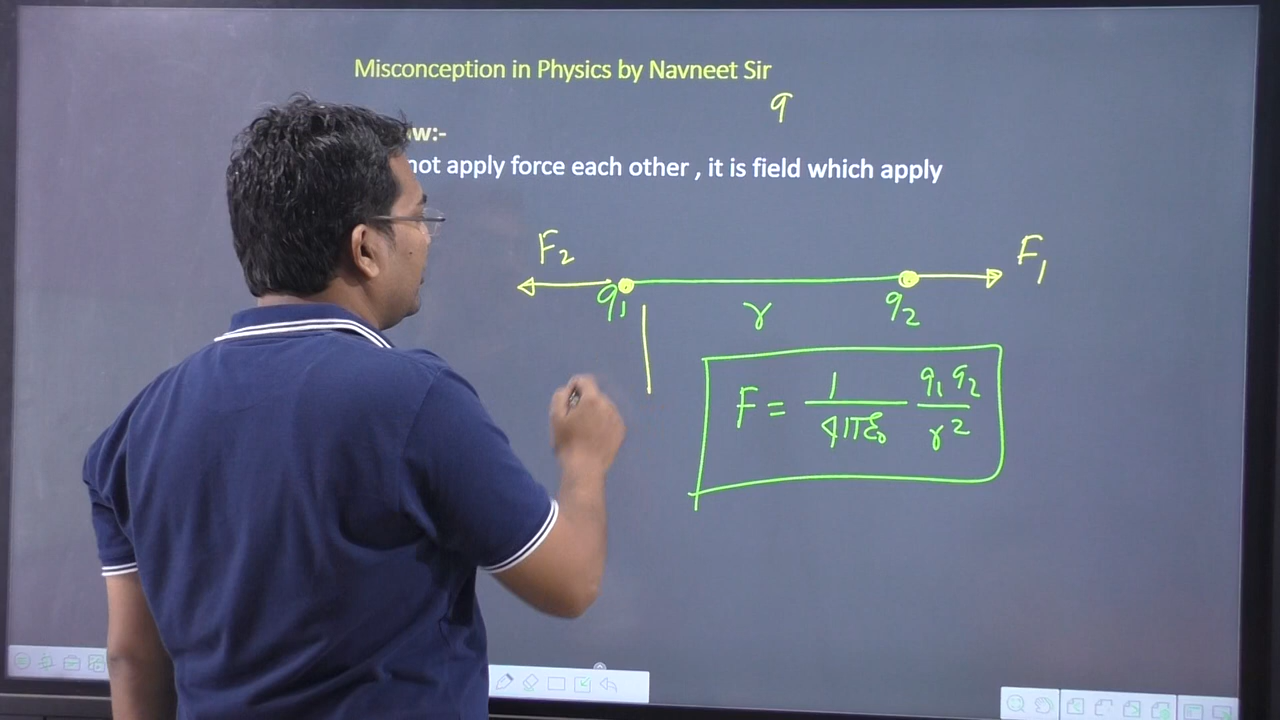 Misconception in Physics by Navneet Sir
q
ow:-
not apply force each other , it is field which apply
F₂
F₁
q₁
r
q₂
F = 1/4πε₀ q₁q₂/r²